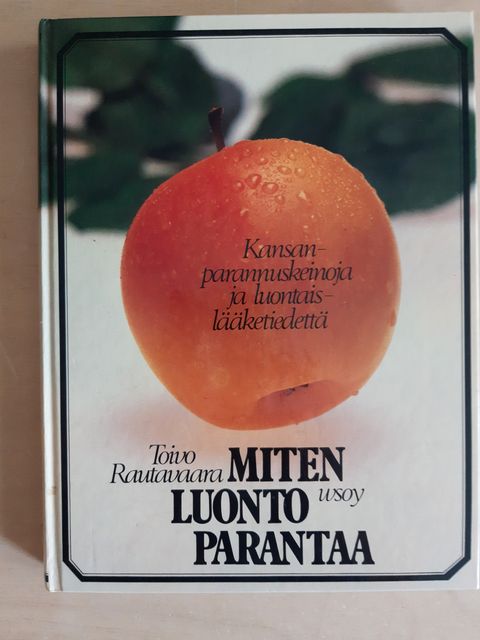 Kansan-
parannuskeinoja
ja luontais-
lääketiedettä
Toivo
Rautavaara MITEN
LUONTO wsoy
PARANTAA